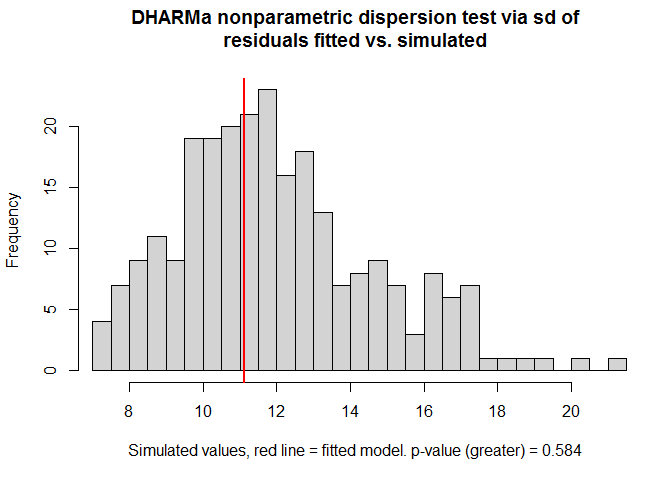 DHARMa nonparametric dispersion test via sd of
residuals fitted vs. simulated
Frequency
20
15
10
5
0
8 10 12 14 16 18 20
Simulated values, red line = fitted model. p-value (greater) = 0.584